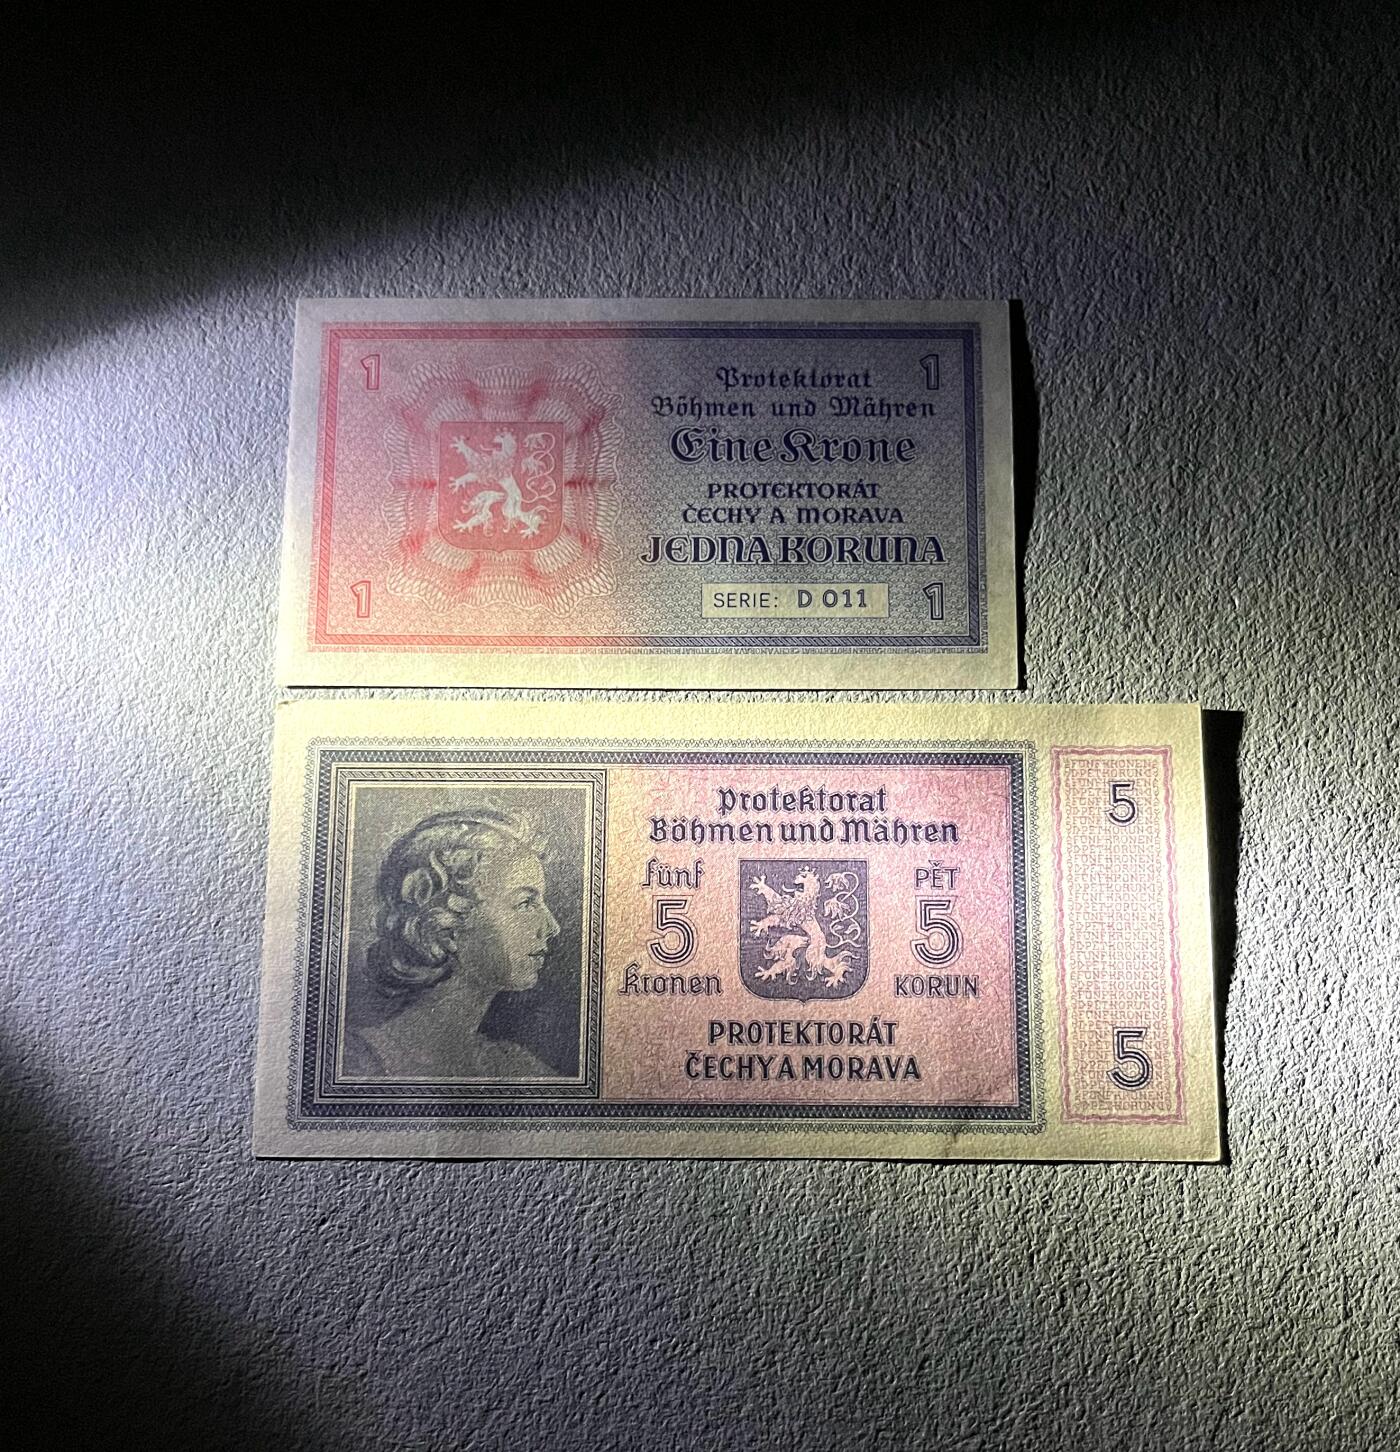 1
1
Protektorat
Böhmen und Mähren
Eine Krone
PROTEKTORÁT
ČECHY A MORAVA
JEDNA KORUNA
SERIE: D 011
1
1
Protektorat
Böhmen und Mähren
fünf
5
Kronen
PĚT
5
KORUN
PROTEKTORÁT
ČECHY A MORAVA
5
5